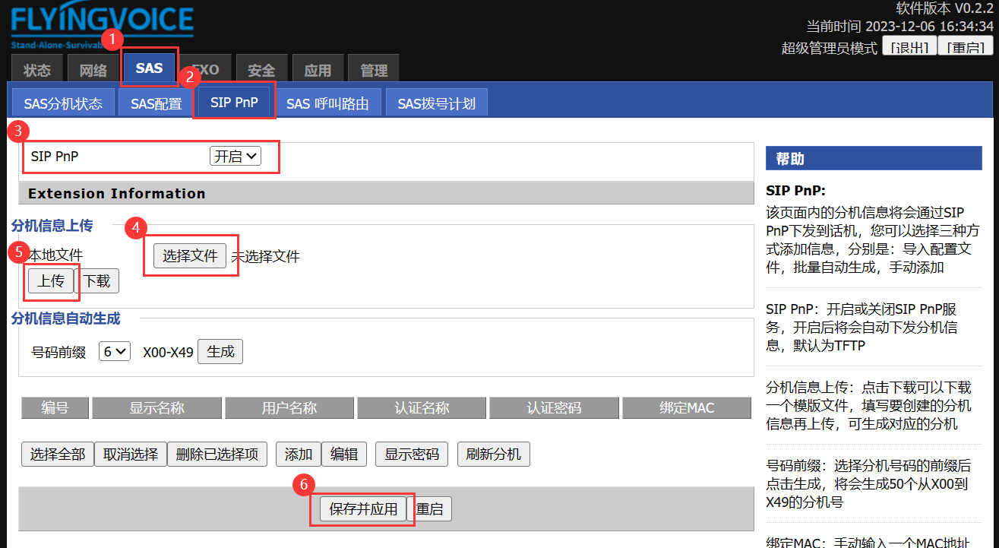 FLYINGVOICE
Stand-Alone-Survivab
软件版本 V0.2.2
当前时间 2023-12-06 16:34:34
超级管理员模式 [退出] [重启]
1
状态 网络 SAS FXO 安全 应用 管理
2
SAS分机状态 SAS配置 SIP PnP SAS 呼叫路由 SAS拨号计划
3
SIP PnP 开启
Extension Information
分机信息上传
4
5
本地文件 选择文件 未选择文件
上传 下载
分机信息自动生成
号码前缀 6 X00-X49 生成
编号 显示名称 用户名称 认证名称 认证密码 绑定MAC
选择全部 取消选择 删除已选择项 添加 编辑 显示密码 刷新分机
6
保存并应用 重启
帮助
SIP PnP:
该页面内的分机信息将会通过SIP
PnP下发到话机，您可以选择三种方
式添加信息，分别是：导入配置文
件，批量自动生成，手动添加
SIP PnP：开启或关闭SIP PnP服
务，开启后将会自动下发分机信
息，默认为TFTP
分机信息上传：点击下载可以下载
一个模版文件，填写要创建的分机
信息再上传，可生成对应的分机
号码前缀：选择分机号码的前缀后
点击生成，将会生成50个从X00到
X49的分机号
绑定MAC：手动输入一个MAC地址